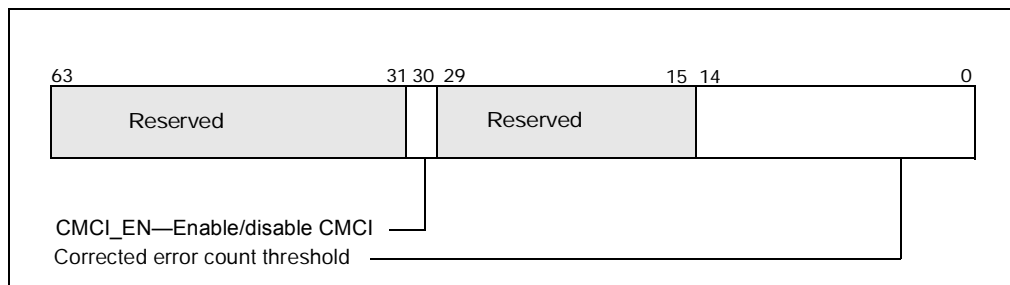 63 31 30 29 15 14 0
Reserved Reserved
CMCI_EN—Enable/disable CMCI
Corrected error count threshold